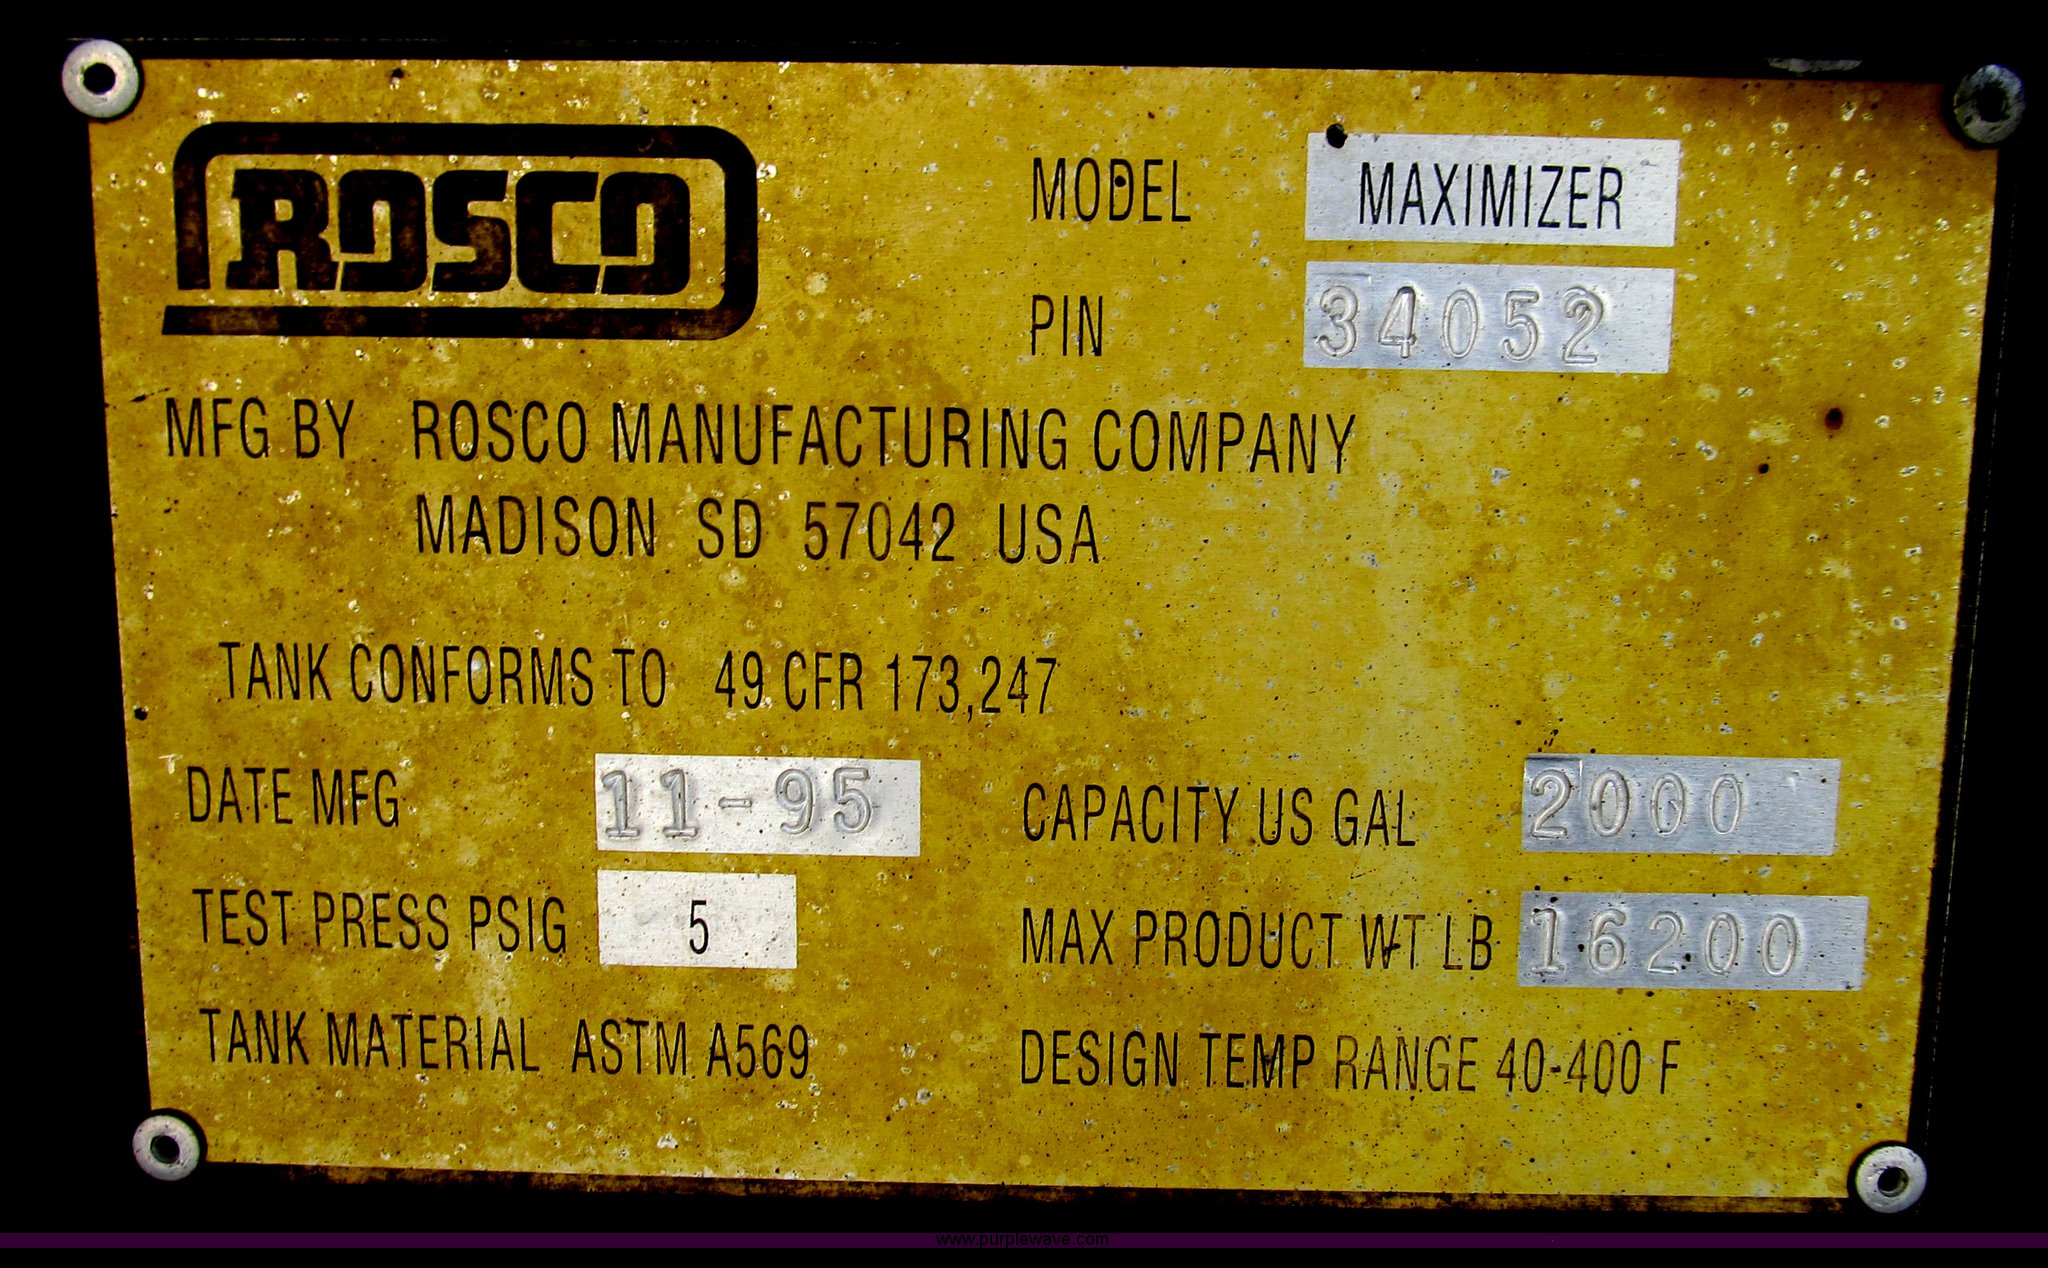 ROSCO
MODEL MAXIMIZER
PIN 34052
MFG BY ROSCO MANUFACTURING COMPANY
MADISON SD 57042 USA
TANK CONFORMS TO 49 CFR 173,247
DATE MFG 11-95
CAPACITY US GAL 2000
TEST PRESS PSIG 5
MAX PRODUCT WT LB 16200
TANK MATERIAL ASTM A569
DESIGN TEMP RANGE 40-400 F
www.purplewave.com